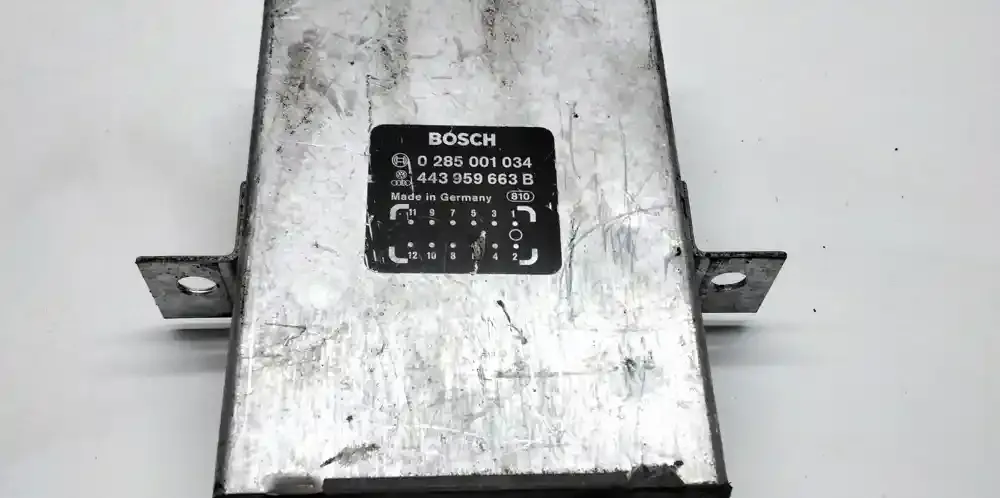 BOSCH
0 285 001 034
443 959 663 B
Made in Germany 810
11 9 7 5 3 1
12 10 8 4 2